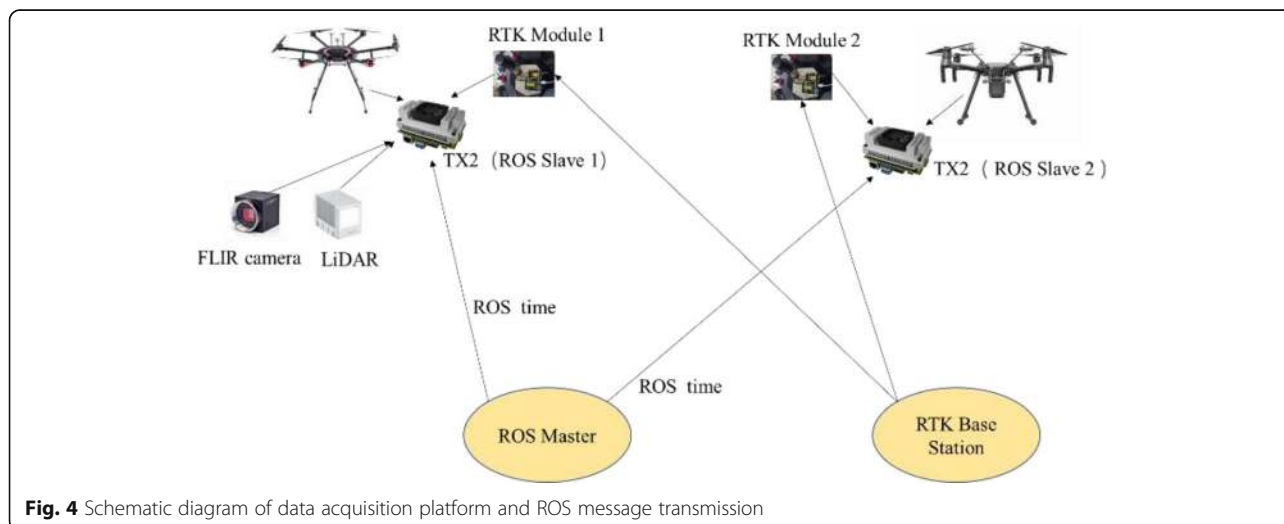 RTK Module 1
RTK Module 2
TX2 (ROS Slave 1)
TX2 ( ROS Slave 2 )
FLIR camera
LiDAR
ROS time
ROS time
ROS Master
RTK Base
Station
Fig. 4 Schematic diagram of data acquisition platform and ROS message transmission